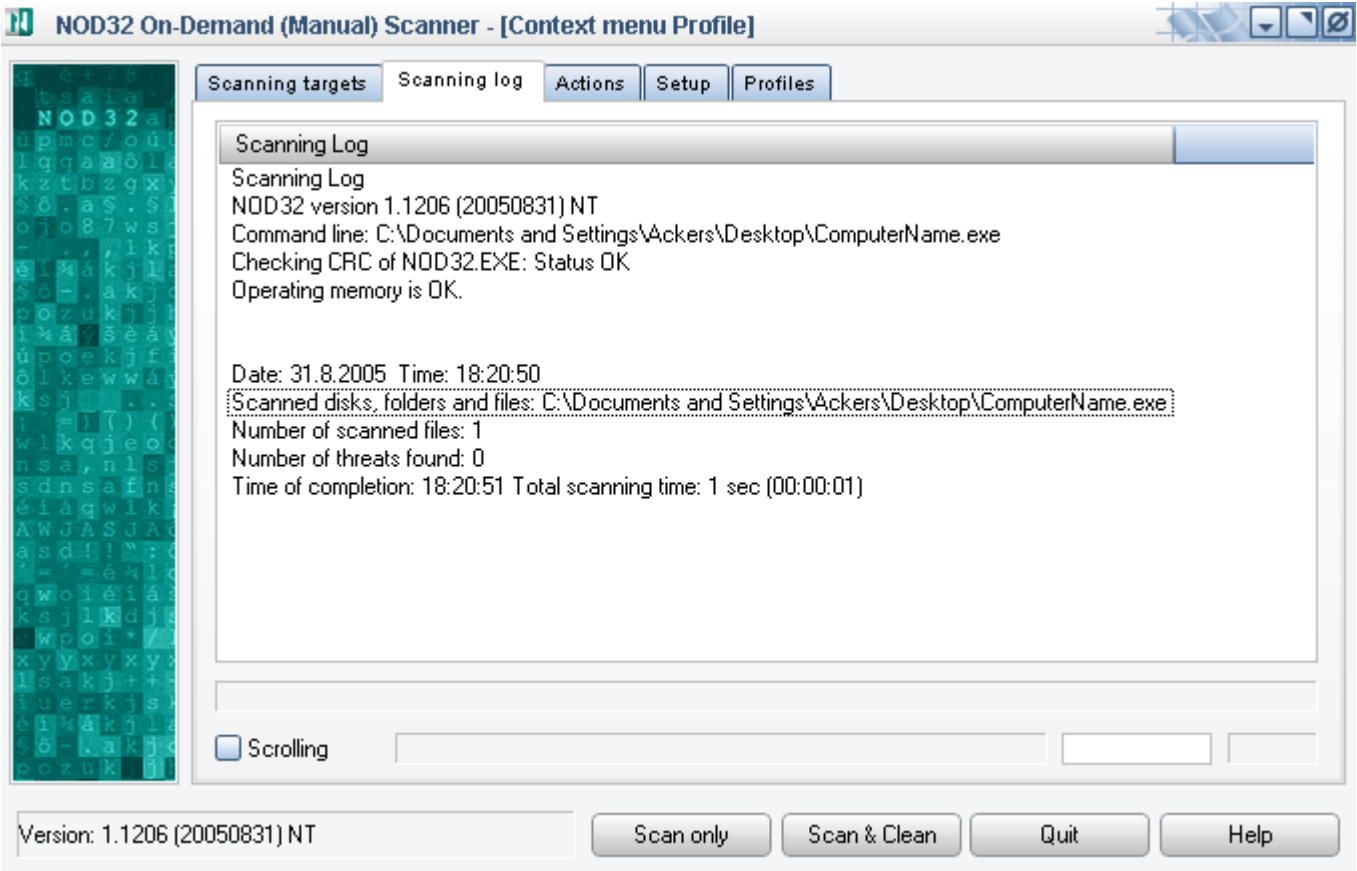 NOD32 On-Demand (Manual) Scanner - [Context menu Profile]
NOD32
Scanning targets
Scanning log
Actions
Setup
Profiles
Scanning Log
Scanning Log
NOD32 version 1.1206 (20050831) NT
Command line: C:\Documents and Settings\Ackers\Desktop\ComputerName.exe
Checking CRC of NOD32.EXE: Status OK
Operating memory is OK.
Date: 31.8.2005 Time: 18:20:50
Scanned disks, folders and files: C:\Documents and Settings\Ackers\Desktop\ComputerName.exe
Number of scanned files: 1
Number of threats found: 0
Time of completion: 18:20:51 Total scanning time: 1 sec (00:00:01)
Scrolling
Version: 1.1206 (20050831) NT
Scan only
Scan & Clean
Quit
Help